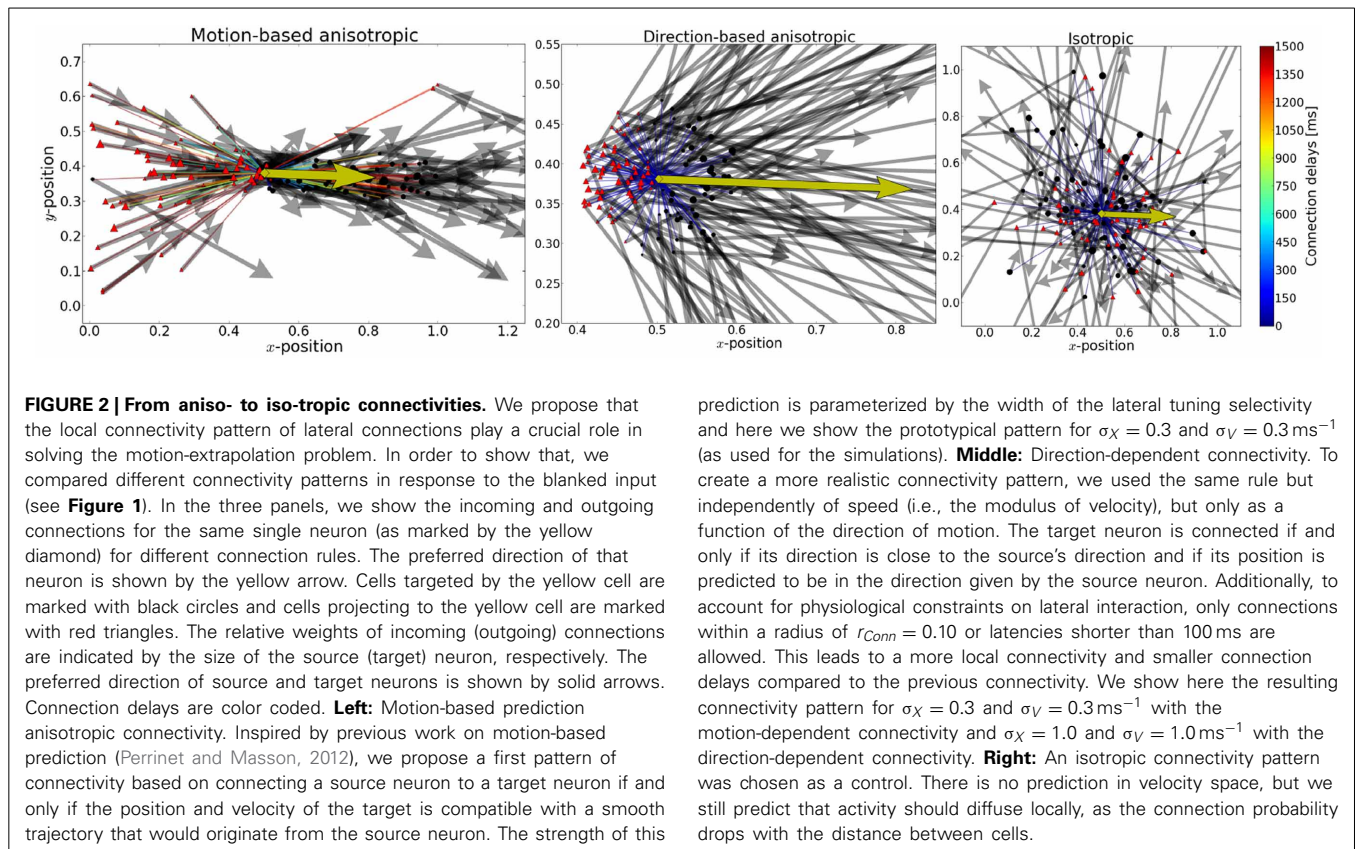 Motion-based anisotropic
0.7
0.6
0.5
0.4
0.3
0.2
0.1
0.0
y-position
0.0 0.2 0.4 0.6 0.8 1.0 1.2
x-position
Direction-based anisotropic
0.55
0.50
0.45
0.40
0.35
0.30
0.25
0.20
0.4 0.5 0.6 0.7 0.8
x-position
Isotropic
1.0
0.8
0.6
0.4
0.2
0.0
0.0 0.2 0.4 0.6 0.8 1.0
x-position
1500
1350
1200
1050
900
750
600
450
300
150
0
Connection delays [ms]
FIGURE 2 | From aniso- to iso-tropic connectivities. We propose that
the local connectivity pattern of lateral connections play a crucial role in
solving the motion-extrapolation problem. In order to show that, we
compared different connectivity patterns in response to the blanked input
(see Figure 1). In the three panels, we show the incoming and outgoing
connections for the same single neuron (as marked by the yellow
diamond) for different connection rules. The preferred direction of that
neuron is shown by the yellow arrow. Cells targeted by the yellow cell are
marked with black circles and cells projecting to the yellow cell are marked
with red triangles. The relative weights of incoming (outgoing) connections
are indicated by the size of the source (target) neuron, respectively. The
preferred direction of source and target neurons is shown by solid arrows.
Connection delays are color coded. Left: Motion-based prediction
anisotropic connectivity. Inspired by previous work on motion-based
prediction (Perrinet and Masson, 2012), we propose a first pattern of
connectivity based on connecting a source neuron to a target neuron if and
only if the position and velocity of the target is compatible with a smooth
trajectory that would originate from the source neuron. The strength of this
prediction is parameterized by the width of the lateral tuning selectivity
and here we show the prototypical pattern for σX = 0.3 and σV = 0.3 ms−1
(as used for the simulations). Middle: Direction-dependent connectivity. To
create a more realistic connectivity pattern, we used the same rule but
independently of speed (i.e., the modulus of velocity), but only as a
function of the direction of motion. The target neuron is connected if and
only if its direction is close to the source's direction and if its position is
predicted to be in the direction given by the source neuron. Additionally, to
account for physiological constraints on lateral interaction, only connections
within a radius of rConn = 0.10 or latencies shorter than 100 ms are
allowed. This leads to a more local connectivity and smaller connection
delays compared to the previous connectivity. We show here the resulting
connectivity pattern for σX = 0.3 and σV = 0.3 ms−1 with the
motion-dependent connectivity and σX = 1.0 and σV = 1.0 ms−1 with the
direction-dependent connectivity. Right: An isotropic connectivity pattern
was chosen as a control. There is no prediction in velocity space, but we
still predict that activity should diffuse locally, as the connection probability
drops with the distance between cells.